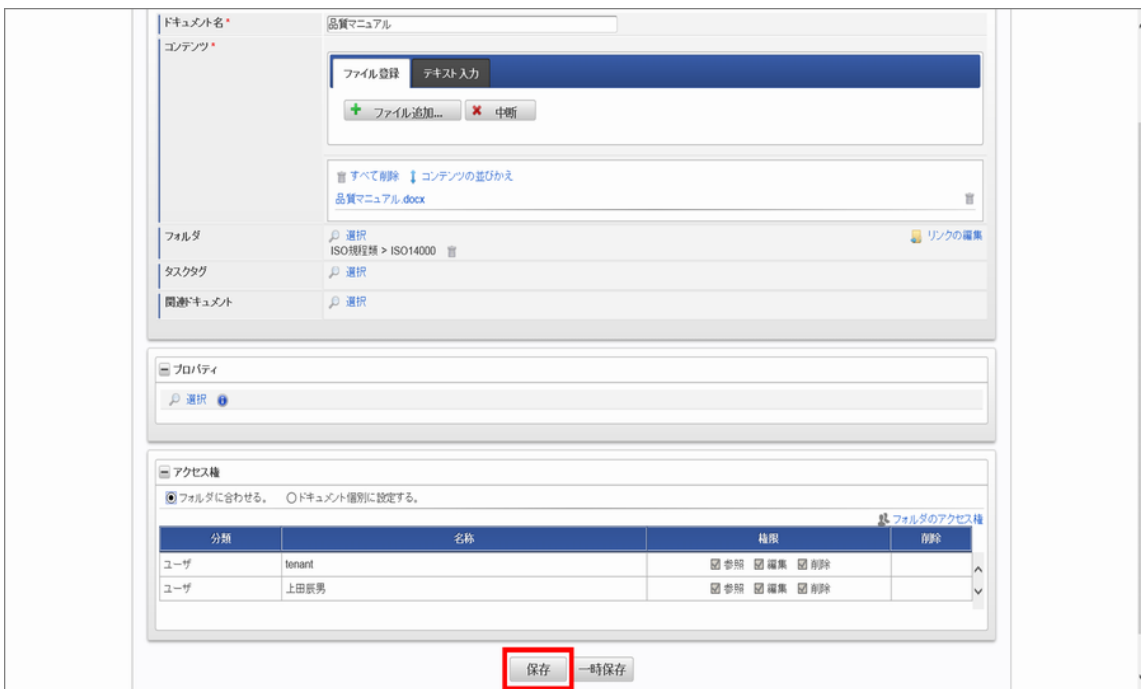 ドキュメント名*
品質マニュアル
コンテンツ*
ファイル登録 テキスト入力
ファイル追加... 中断
すべて削除 コンテンツの並びかえ
品質マニュアル.docx
フォルダ 選択 リンクの編集
ISO規程類 > ISO14000
タスクタグ 選択
関連ドキュメント 選択
プロパティ
選択
アクセス権
フォルダに合わせる。 ドキュメント個別に設定する。
フォルダのアクセス権
分類 名称 権限 削除
ユーザ tenant 参照 編集 削除
ユーザ 上田辰男 参照 編集 削除
保存 一時保存